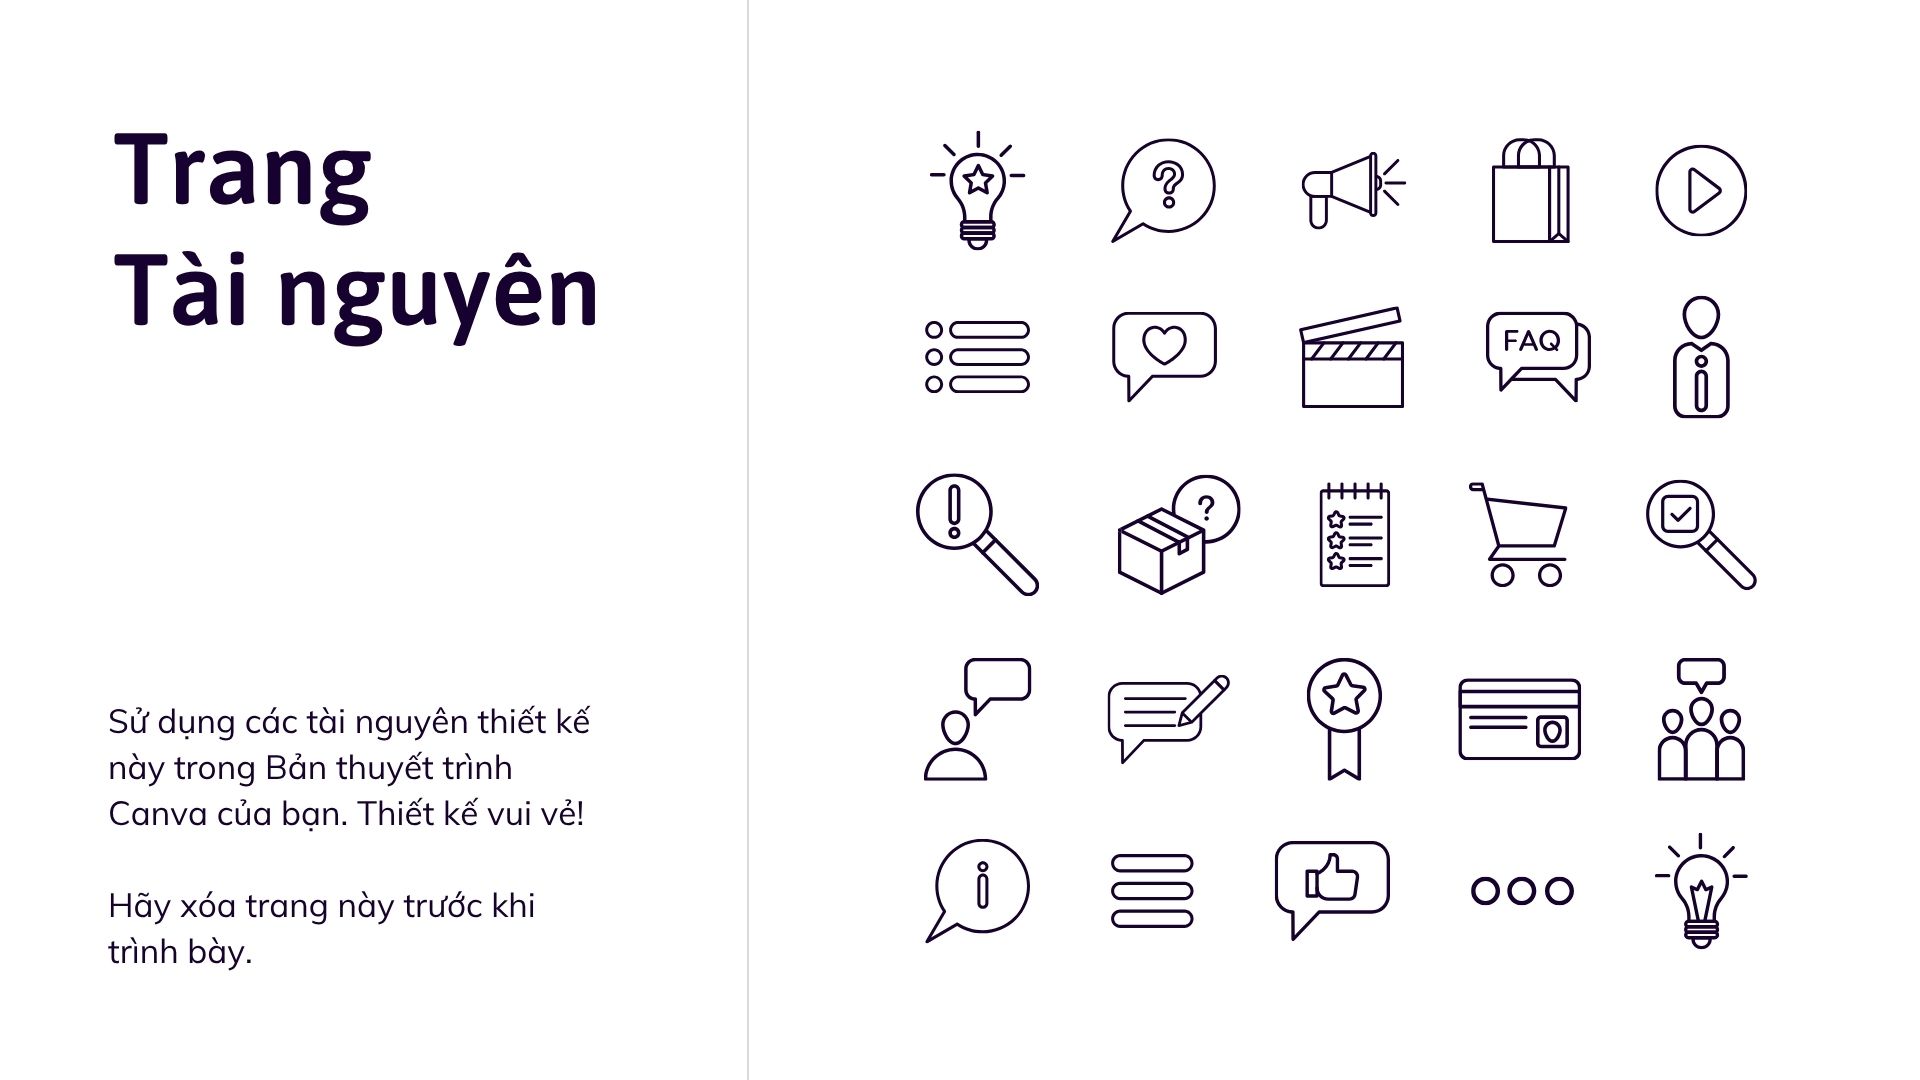 Trang
Tài nguyên
Sử dụng các tài nguyên thiết kế
này trong Bản thuyết trình
Canva của bạn. Thiết kế vui vẻ!
Hãy xóa trang này trước khi
trình bày.
?
FAQ
i
!
?
i